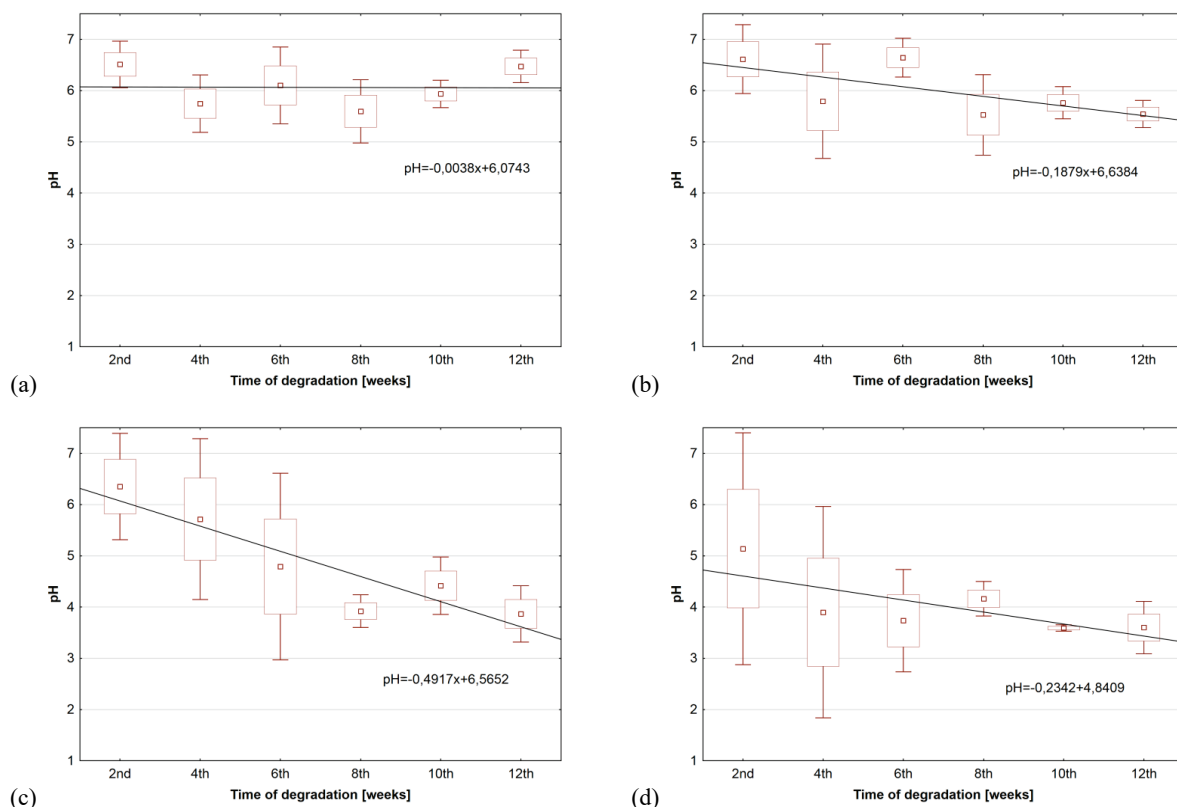 7
6
5
4
3
2
1
pH
pH=-0,0038x+6,0743
2nd 4th 6th 8th 10th 12th
Time of degradation [weeks]
(a)
7
6
5
4
3
2
1
pH
pH=-0,1879x+6,6384
2nd 4th 6th 8th 10th 12th
Time of degradation [weeks]
(b)
7
6
5
4
3
2
1
pH
pH=-0,4917x+6,5652
2nd 4th 6th 8th 10th 12th
Time of degradation [weeks]
(c)
7
6
5
4
3
2
1
pH
pH=-0,2342+4,8409
2nd 4th 6th 8th 10th 12th
Time of degradation [weeks]
(d)